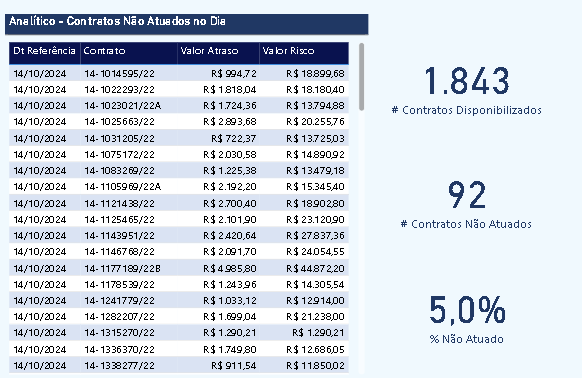 Analítico - Contratos Não Atuados no Dia
Dt Referência Contrato Valor Atraso Valor Risco
14/10/2024 14-1014595/22 R$ 994,72 R$ 18.899,68
14/10/2024 14-1022293/22 R$ 1.818,04 R$ 18.180,40
14/10/2024 14-1023021/22A R$ 1.724,36 R$ 13.794,88
14/10/2024 14-1025663/22 R$ 2.893,68 R$ 20.255,76
14/10/2024 14-1031205/22 R$ 722,37 R$ 13.725,03
14/10/2024 14-1075172/22 R$ 2.030,58 R$ 14.890,92
14/10/2024 14-1083269/22 R$ 1.225,38 R$ 13.479,18
14/10/2024 14-1105969/22A R$ 2.192,20 R$ 15.345,40
14/10/2024 14-1121438/22 R$ 2.700,40 R$ 18.902,80
14/10/2024 14-1125465/22 R$ 2.101,90 R$ 23.120,90
14/10/2024 14-1143951/22 R$ 2.420,64 R$ 27.837,36
14/10/2024 14-1146768/22 R$ 2.091,70 R$ 24.054,55
14/10/2024 14-1177189/22B R$ 4.985,80 R$ 44.872,20
14/10/2024 14-1178539/22 R$ 1.243,96 R$ 14.305,54
14/10/2024 14-1241779/22 R$ 1.033,12 R$ 12.914,00
14/10/2024 14-1282207/22 R$ 1.699,04 R$ 21.238,00
14/10/2024 14-1315270/22 R$ 1.290,21 R$ 1.290,21
14/10/2024 14-1336370/22 R$ 1.749,80 R$ 12.686,05
14/10/2024 14-1338277/22 R$ 911,54 R$ 11.850,02
1.843
# Contratos Disponibilizados
92
# Contratos Não Atuados
5,0%
% Não Atuado